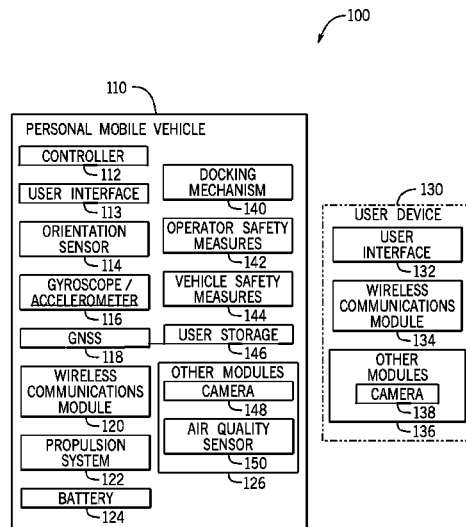 100
110
PERSONAL MOBILE VEHICLE
CONTROLLER
112
USER INTERFACE
113
ORIENTATION
SENSOR
114
GYROSCOPE/
ACCELEROMETER
116
GNSS
118
WIRELESS
COMMUNICATIONS
MODULE
120
PROPULSION
SYSTEM
122
BATTERY
124
DOCKING
MECHANISM
140
OPERATOR SAFETY
MEASURES
142
VEHICLE SAFETY
MEASURES
144
USER STORAGE
146
OTHER MODULES
CAMERA
148
AIR QUALITY
SENSOR
150
126
130
USER DEVICE
USER
INTERFACE
132
WIRELESS
COMMUNICATIONS
MODULE
134
OTHER
MODULES
CAMERA
138
136